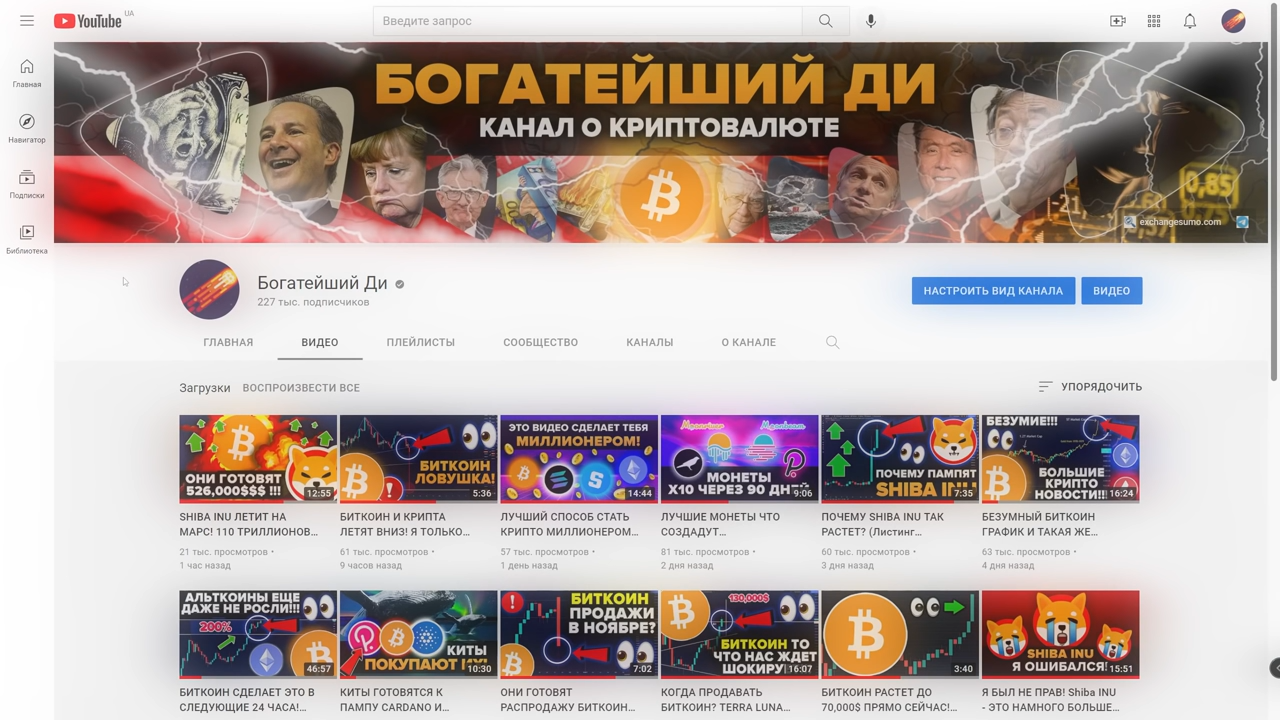 YouTube UA
Введите запрос
Главная
Навигатор
Подписки
Библиотека
БОГАТЕЙШИЙ ДИ
КАНАЛ О КРИПТОВАЛЮТЕ
0,85
exchangesumo.com
Богатейший Ди
227 тыс. подписчиков
НАСТРОИТЬ ВИД КАНАЛА
ВИДЕО
ГЛАВНАЯ
ВИДЕО
ПЛЕЙЛИСТЫ
СООБЩЕСТВО
КАНАЛЫ
О КАНАЛЕ
Загрузки
ВОСПРОИЗВЕСТИ ВСЕ
УПОРЯДОЧИТЬ
ОНИ ГОТОВЯТ
526,000$$$ !!!
12:55
SHIBA INU ЛЕТИТ НА
МАРС! 110 ТРИЛЛИОНОВ...
21 тыс. просмотров •
1 час назад
БИТКОИН
ЛОВУШКА!
5:36
БИТКОИН И КРИПТА
ЛЕТЯТ ВНИЗ! Я ТОЛЬКО...
61 тыс. просмотров •
9 часов назад
ЭТО ВИДЕО СДЕЛАЕТ ТЕБЯ
МИЛЛИОНЕРОМ!
14:44
ЛУЧШИЙ СПОСОБ СТАТЬ
КРИПТО МИЛЛИОНЕРОМ...
57 тыс. просмотров •
1 день назад
Moonriver
Moonbeam
МОНЕТЫ
X10 ЧЕРЕЗ 90 ДНЕЙ
9:06
ЛУЧШИЕ МОНЕТЫ ЧТО
СОЗДАДУТ...
81 тыс. просмотров •
2 дня назад
ПОЧЕМУ ПАМПЯТ
SHIBA INU
7:35
ПОЧЕМУ SHIBA INU ТАК
РАСТЕТ? (Листинг...
60 тыс. просмотров •
3 дня назад
БЕЗУМИЕ!!!
БОЛЬШИЕ
КРИПТО
НОВОСТИ!!!
16:24
БЕЗУМНЫЙ БИТКОИН
ГРАФИК И ТАКАЯ ЖЕ...
63 тыс. просмотров •
4 дня назад
АЛЬТКОИНЫ ЕЩЕ
ДАЖЕ НЕ РОСЛИ!!!
200%
46:57
БИТКОИН СДЕЛАЕТ ЭТО В
СЛЕДУЮЩИЕ 24 ЧАСА!...
КИТЫ
ПОКУПАЮТ ИХ!
10:30
КИТЫ ГОТОВЯТСЯ К
ПАМПУ CARDANO И...
БИТКОИН
ПРОДАЖИ
В НОЯБРЕ?
7:02
ОНИ ГОТОВЯТ
РАСПРОДАЖУ БИТКОИН...
130,000$
БИТКОИН ТО
ЧТО НАС ЖДЕТ
ШОКИРУ
16:07
КОГДА ПРОДАВАТЬ
БИТКОИН? TERRA LUNA...
3:40
БИТКОИН РАСТЕТ ДО
70,000$ ПРЯМО СЕЙЧАС!...
SHIBA INU
Я ОШИБАЛСЯ!
15:51
Я БЫЛ НЕ ПРАВ! Shiba INU
- ЭТО НАМНОГО БОЛЬШЕ...